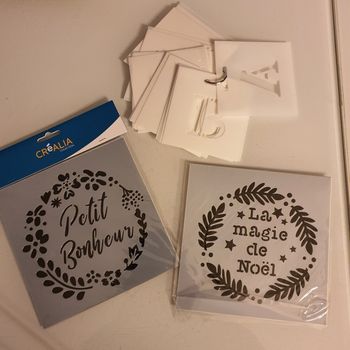 A
CRéALIA
Petit
Bonheur
La
magie
de
Noël